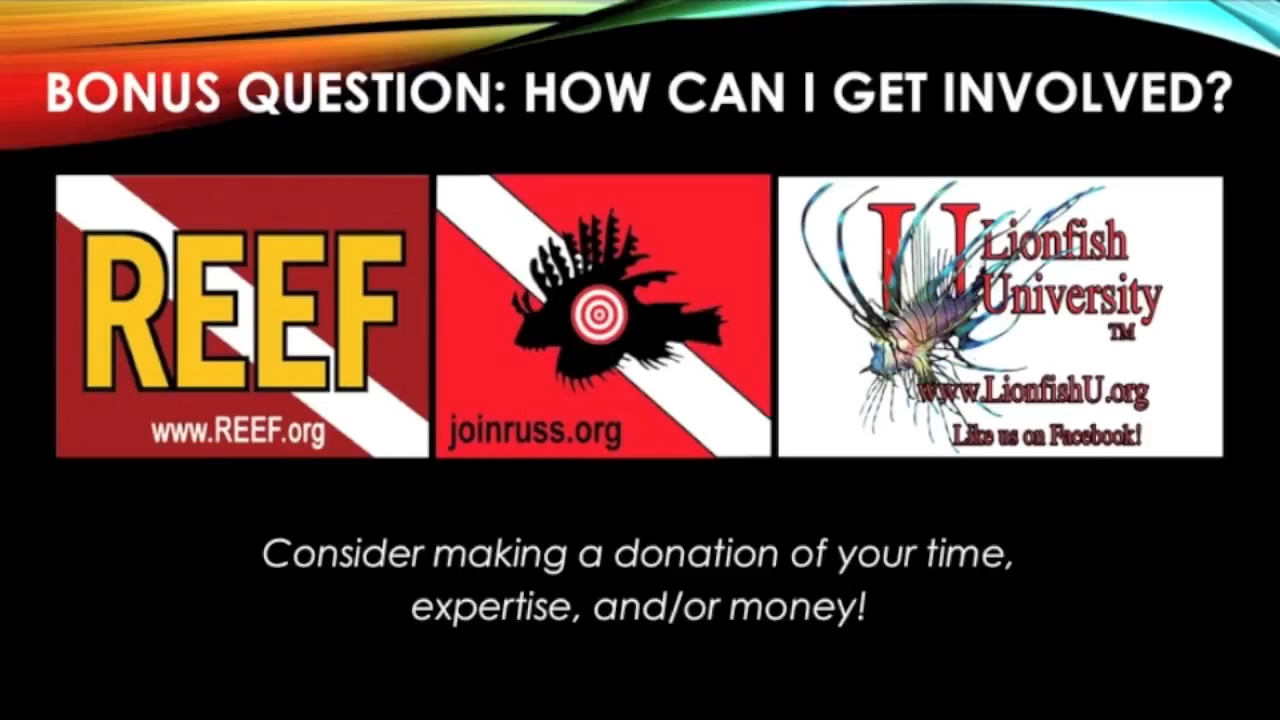 BONUS QUESTION: HOW CAN I GET INVOLVED?
REEF
www.REEF.org
joinruss.org
U
Lionfish
University
TM
www.LionfishU.org
Like us on Facebook!
Consider making a donation of your time,
expertise, and/or money!